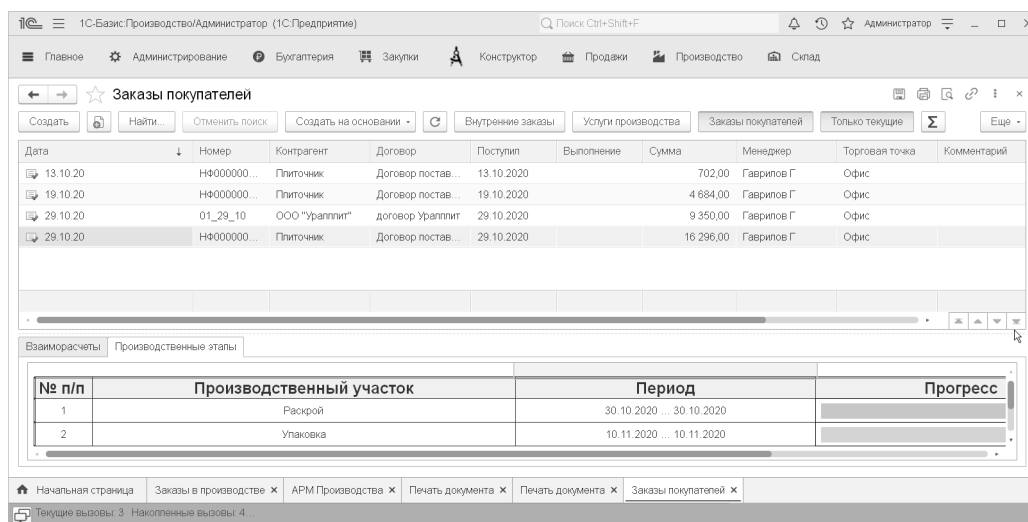 1С-Базис:Производство/Администратор (1С:Предприятие) Поиск Ctrl+Shift+F Администратор
Главное Администрирование Бухгалтерия Закупки Конструктор Продажи Производство Склад
Заказы покупателей
Создать Найти... Отменить поиск Создать на основании Внутренние заказы Услуги производства Заказы покупателей Только текущие Σ Еще
Дата ↓ Номер Контрагент Договор Поступил Выполнение Сумма Менеджер Торговая точка Комментарий
13.10.20 НФ000000... Плиточник Договор постав... 13.10.2020 702,00 Гаврилов Г Офис
19.10.20 НФ000000... Плиточник Договор постав... 19.10.2020 4 684,00 Гаврилов Г Офис
29.10.20 01_29_10 ООО "Уралплит" договор Уралплит 29.10.2020 9 350,00 Гаврилов Г Офис
29.10.20 НФ000000... Плиточник Договор постав... 29.10.2020 16 296,00 Гаврилов Г Офис
Взаиморасчеты Производственные этапы
№ п/п Производственный участок Период Прогресс
1 Раскрой 30.10.2020 ... 30.10.2020
2 Упаковка 10.11.2020 ... 10.11.2020
Начальная страница Заказы в производстве × АРМ Производства × Печать документа × Печать документа × Заказы покупателей ×
Текущие вызовы: 3 Накопленные вызовы: 4...